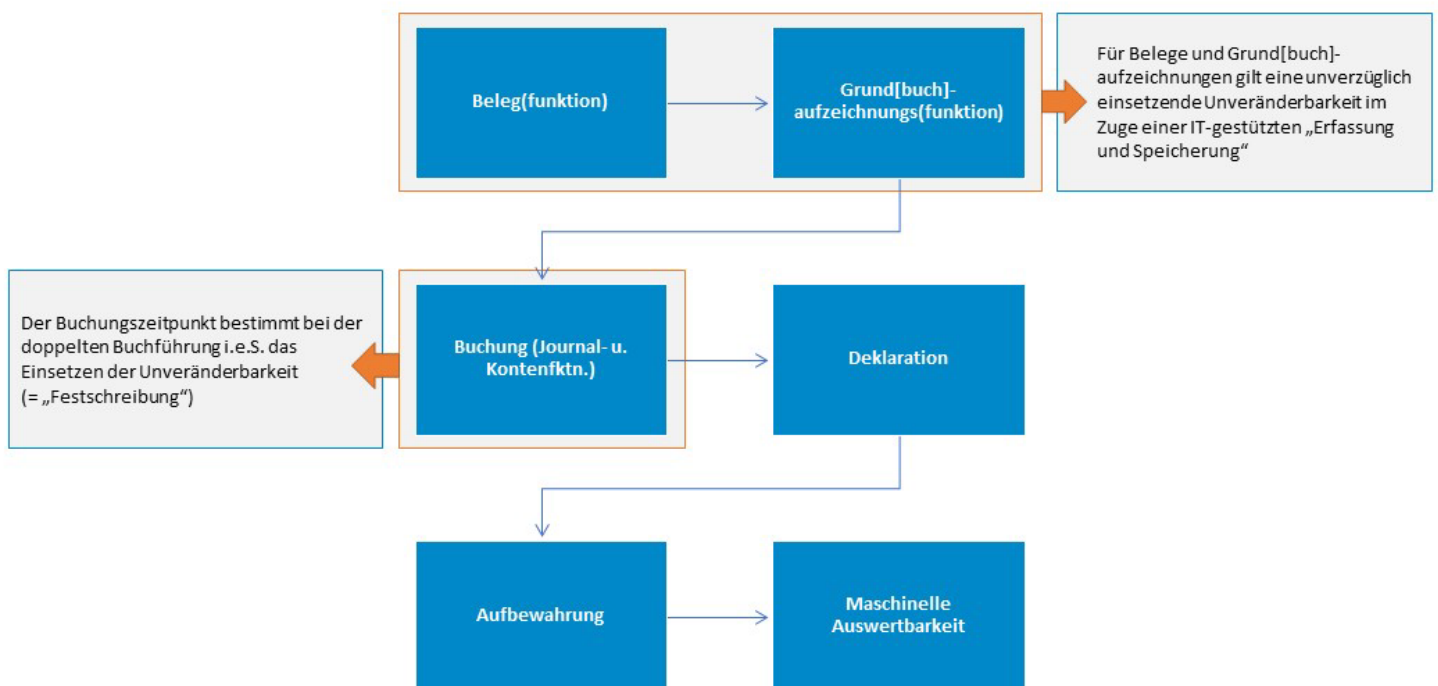 Beleg(funktion)
Grund[buch]-
aufzeichnungs(funktion)
Für Belege und Grund[buch]-
aufzeichnungen gilt eine unverzüglich
einsetzende Unveränderbarkeit im
Zuge einer IT-gestützten „Erfassung
und Speicherung“
Der Buchungszeitpunkt bestimmt bei der
doppelten Buchführung i.e.S. das
Einsetzen der Unveränderbarkeit
(= „Festschreibung“)
Buchung (Journal- u.
Kontenfktn.)
Deklaration
Aufbewahrung
Maschinelle
Auswertbarkeit